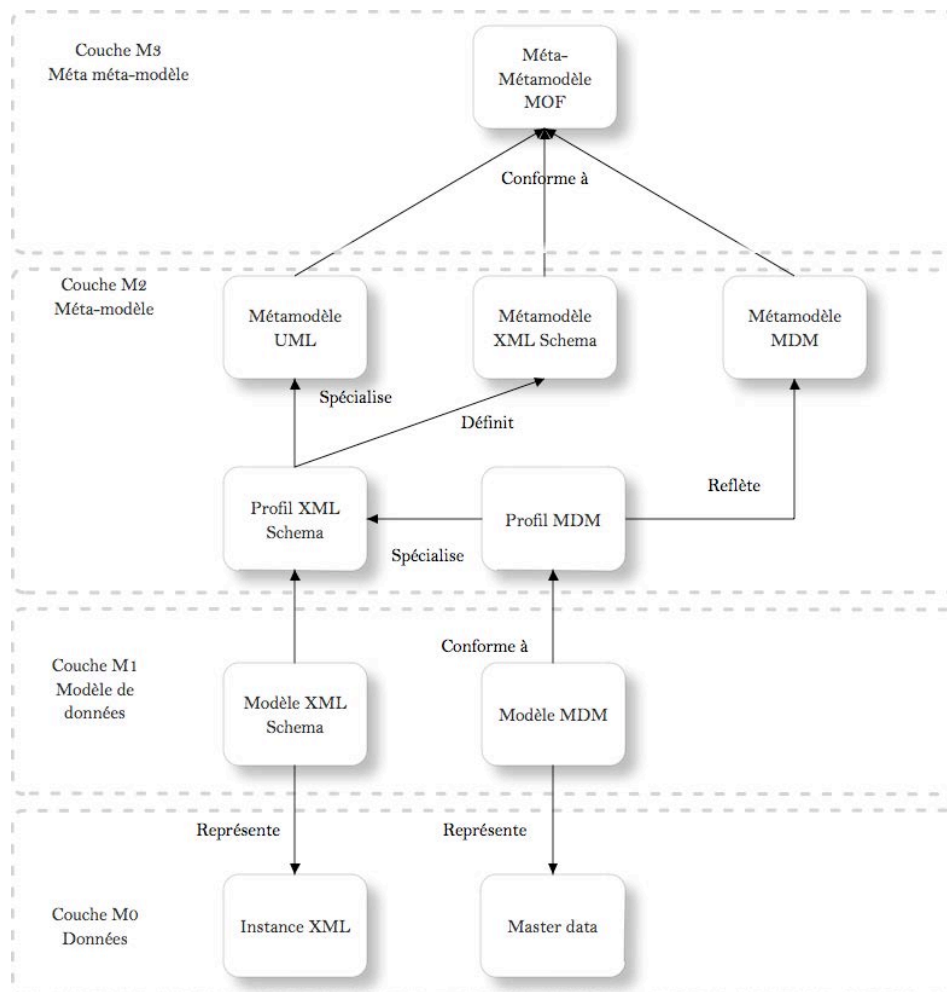 Couche M3
Méta méta-modèle
Méta-
Métamodèle
MOF
Conforme à
Couche M2
Méta-modèle
Métamodèle
UML
Métamodèle
XML Schema
Métamodèle
MDM
Spécialise
Définit
Reflète
Profil XML
Schema
Profil MDM
Spécialise
Couche M1
Modèle de
données
Conforme à
Modèle XML
Schema
Modèle MDM
Représente
Représente
Couche M0
Données
Instance XML
Master data